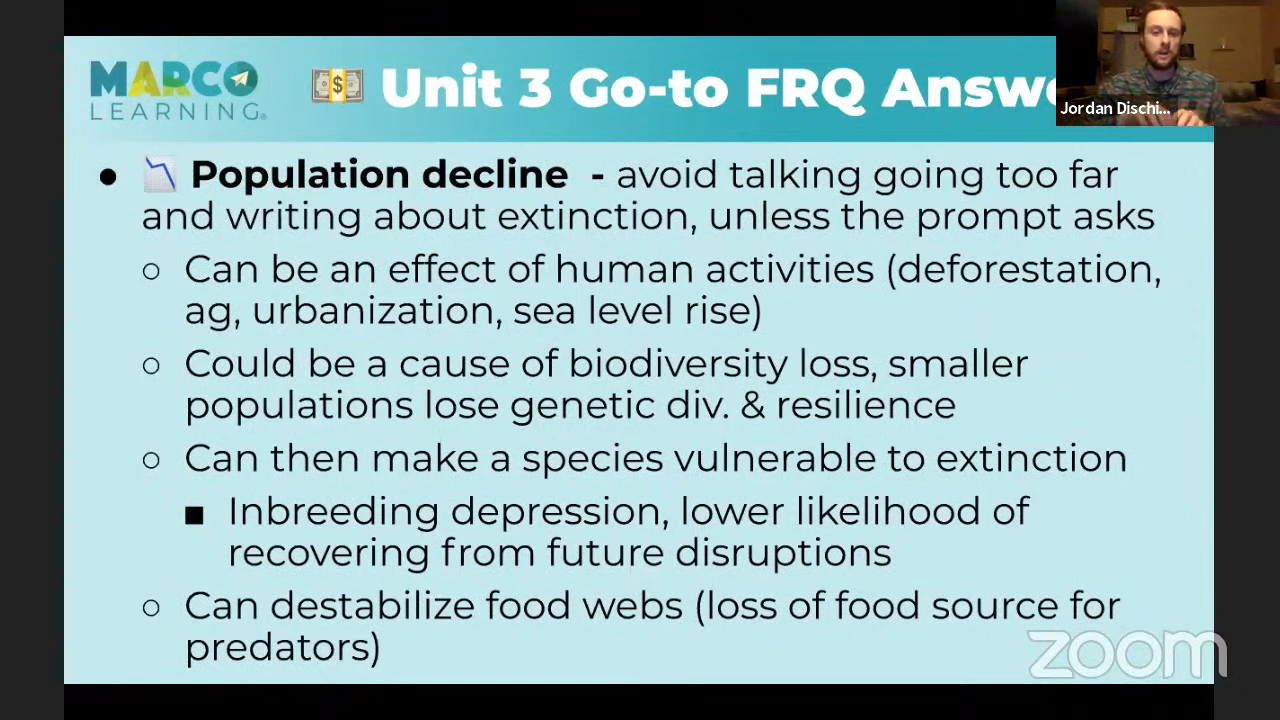 MARCO
LEARNING®
Unit 3 Go-to FRQ Answe
Jordan Dischi...
● Population decline - avoid talking going too far
and writing about extinction, unless the prompt asks
○ Can be an effect of human activities (deforestation,
ag, urbanization, sea level rise)
○ Could be a cause of biodiversity loss, smaller
populations lose genetic div. & resilience
○ Can then make a species vulnerable to extinction
■ Inbreeding depression, lower likelihood of
recovering from future disruptions
○ Can destabilize food webs (loss of food source for
predators)
zoom